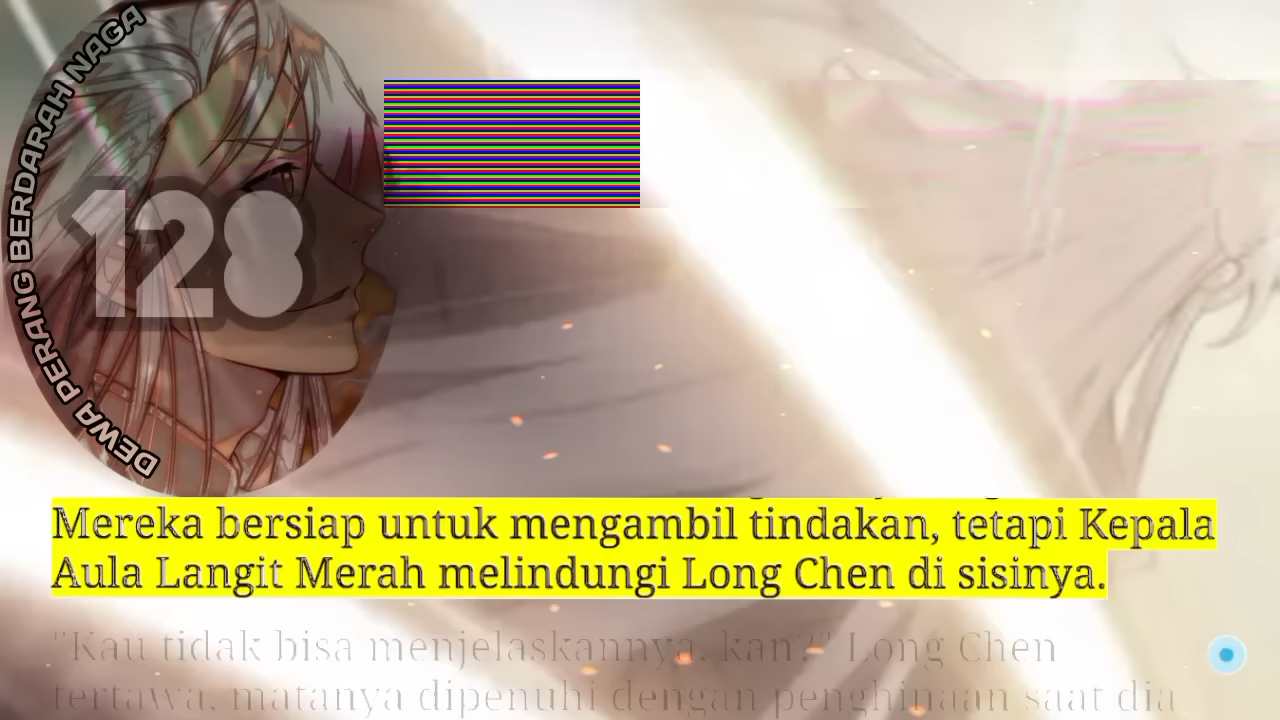 DEWA PERANG BERDARAH NAGA
128
Mereka bersiap untuk mengambil tindakan, tetapi Kepala
Aula Langit Merah melindungi Long Chen di sisinya.
"Kau tidak bisa menjelaskannya, kan?" Long Chen
tertawa, matanya dipenuhi dengan penghinaan saat dia